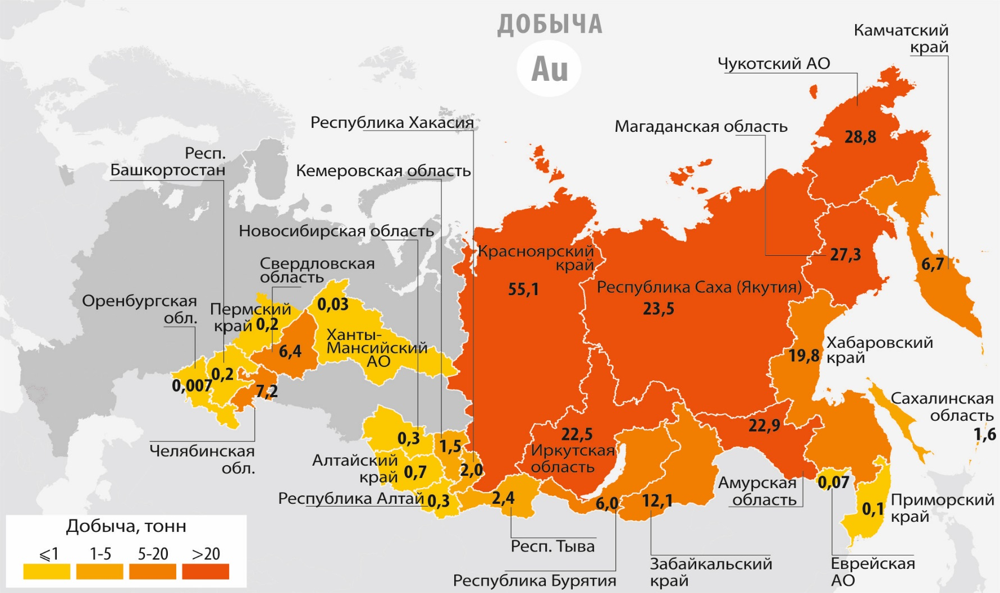 ДОБЫЧА
Au
Камчатский
край
Чукотский АО
Магаданская область
Республика Хакасия
28,8
Респ.
Башкортостан
Кемеровская область
Новосибирская область
Красноярский
край
55,1
27,3
6,7
Свердловская
область
Республика Саха (Якутия)
23,5
Оренбургская
обл.
Пермский
край
0,2
0,03
Ханты-
Мансийский
АО
6,4
Хабаровский
край
19,8
0,2
0,007
7,2
Сахалинская
область
1,6
22,9
22,5
Иркутская
область
0,3
1,5
Челябинская
обл.
Алтайский
край
0,7
2,0
Амурская
область
0,07
Республика Алтай
0,3
2,4
6,0
12,1
0,1
Приморский
край
Респ. Тыва
Забайкальский
край
Еврейская
АО
Республика Бурятия
Добыча, тонн
⩽1
1-5
5-20
>20